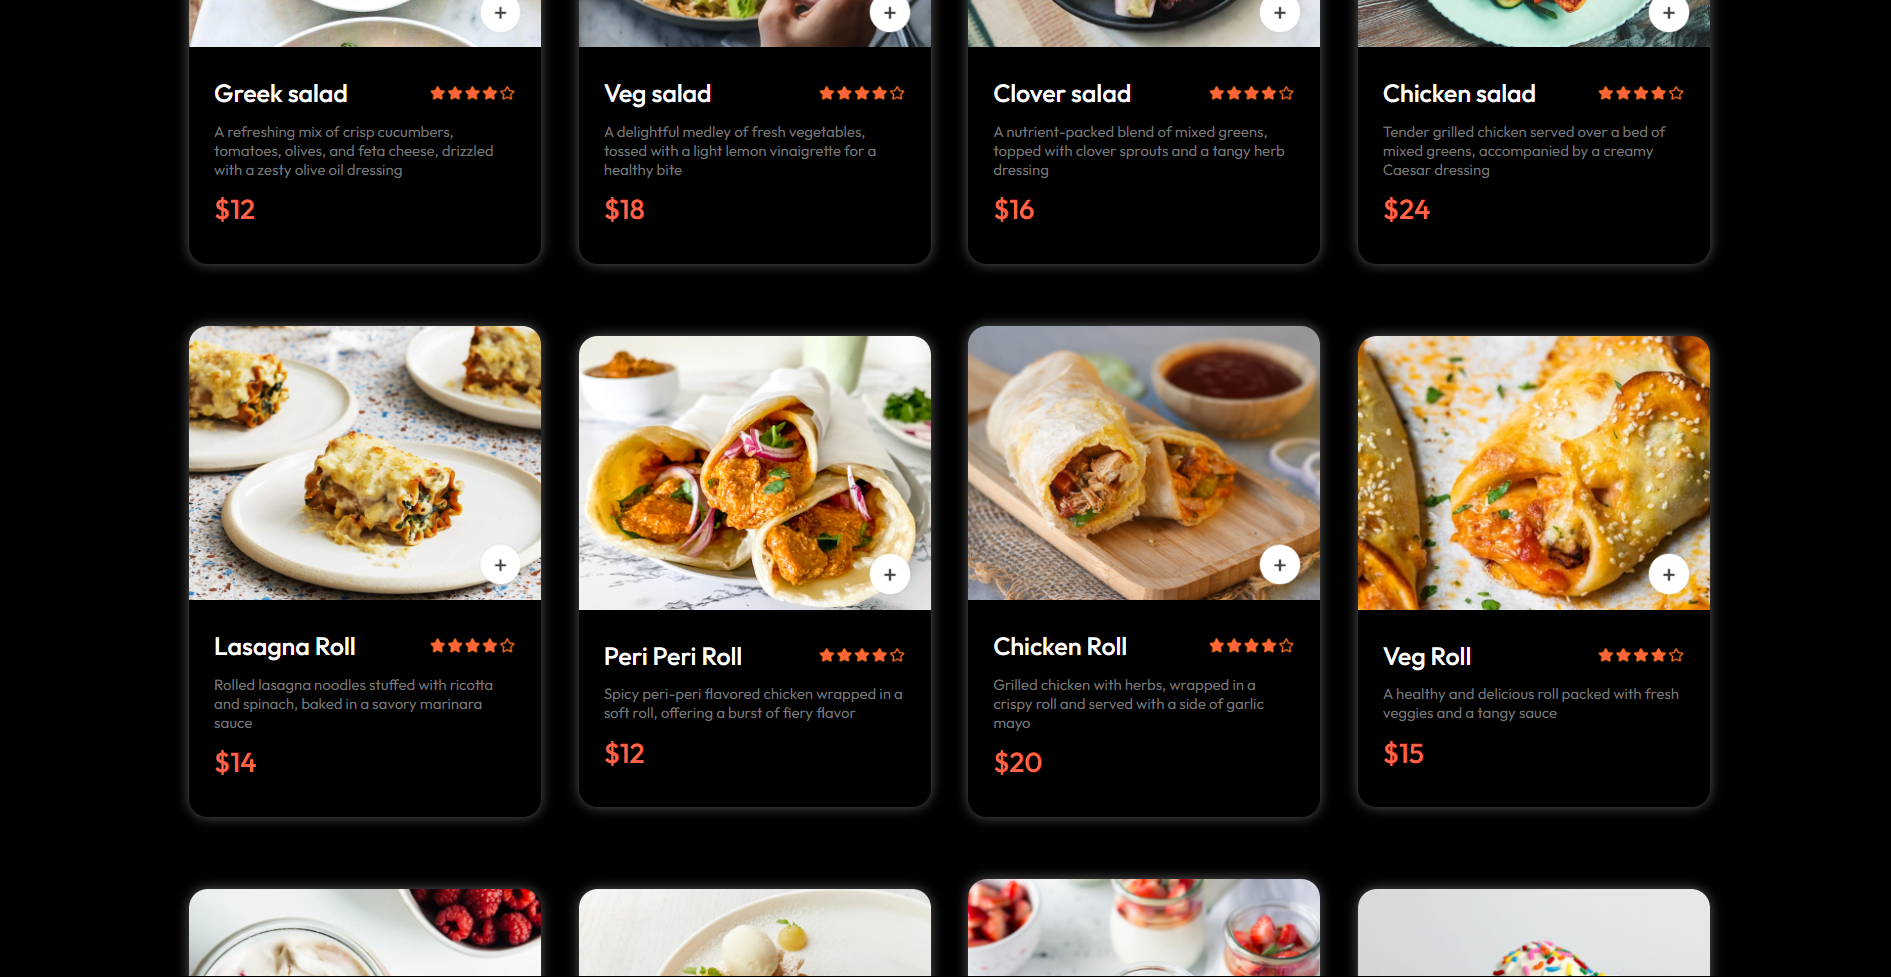 Greek salad
A refreshing mix of crisp cucumbers,
tomatoes, olives, and feta cheese, drizzled
with a zesty olive oil dressing
$12
Veg salad
A delightful medley of fresh vegetables,
tossed with a light lemon vinaigrette for a
healthy bite
$18
Clover salad
A nutrient-packed blend of mixed greens,
topped with clover sprouts and a tangy herb
dressing
$16
Chicken salad
Tender grilled chicken served over a bed of
mixed greens, accompanied by a creamy
Caesar dressing
$24
Lasagna Roll
Rolled lasagna noodles stuffed with ricotta
and spinach, baked in a savory marinara
sauce
$14
Peri Peri Roll
Spicy peri-peri flavored chicken wrapped in a
soft roll, offering a burst of fiery flavor
$12
Chicken Roll
Grilled chicken with herbs, wrapped in a
crispy roll and served with a side of garlic
mayo
$20
Veg Roll
A healthy and delicious roll packed with fresh
veggies and a tangy sauce
$15